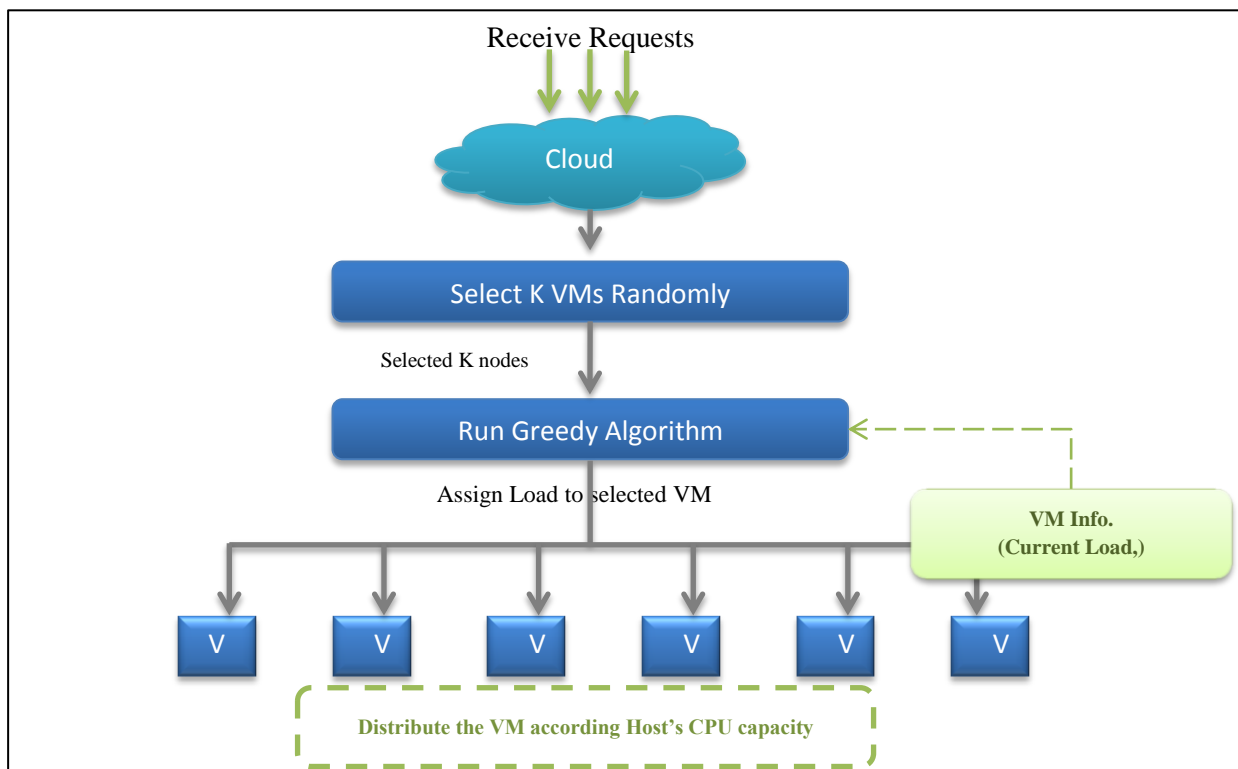 Receive Requests
Cloud
Select K VMs Randomly
Selected K nodes
Run Greedy Algorithm
Assign Load to selected VM
VM Info.
(Current Load,)
V V V V V V
Distribute the VM according Host's CPU capacity